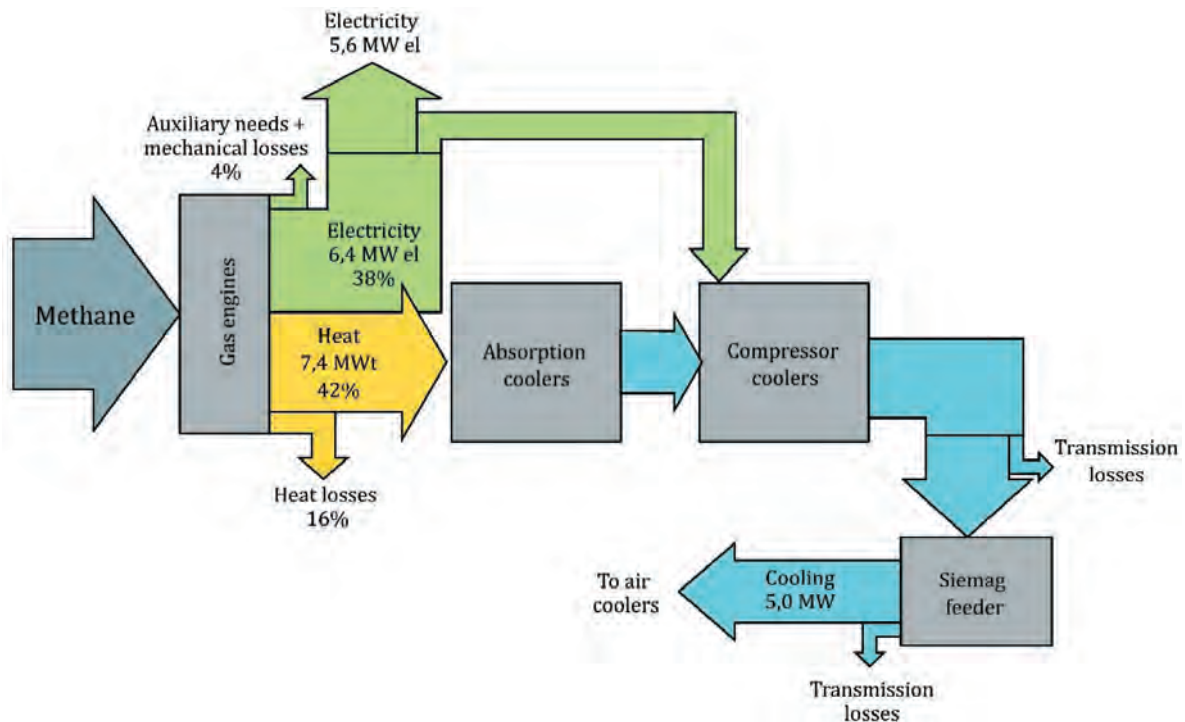 Electricity
5,6 MW el
Auxiliary needs +
mechanical losses
4%
Electricity
6,4 MW el
38%
Methane
Gas engines
Heat
7,4 MWt
42%
Absorption
coolers
Compressor
coolers
Heat losses
16%
Transmission
losses
To air
coolers
Cooling
5,0 MW
Siemag
feeder
Transmission
losses